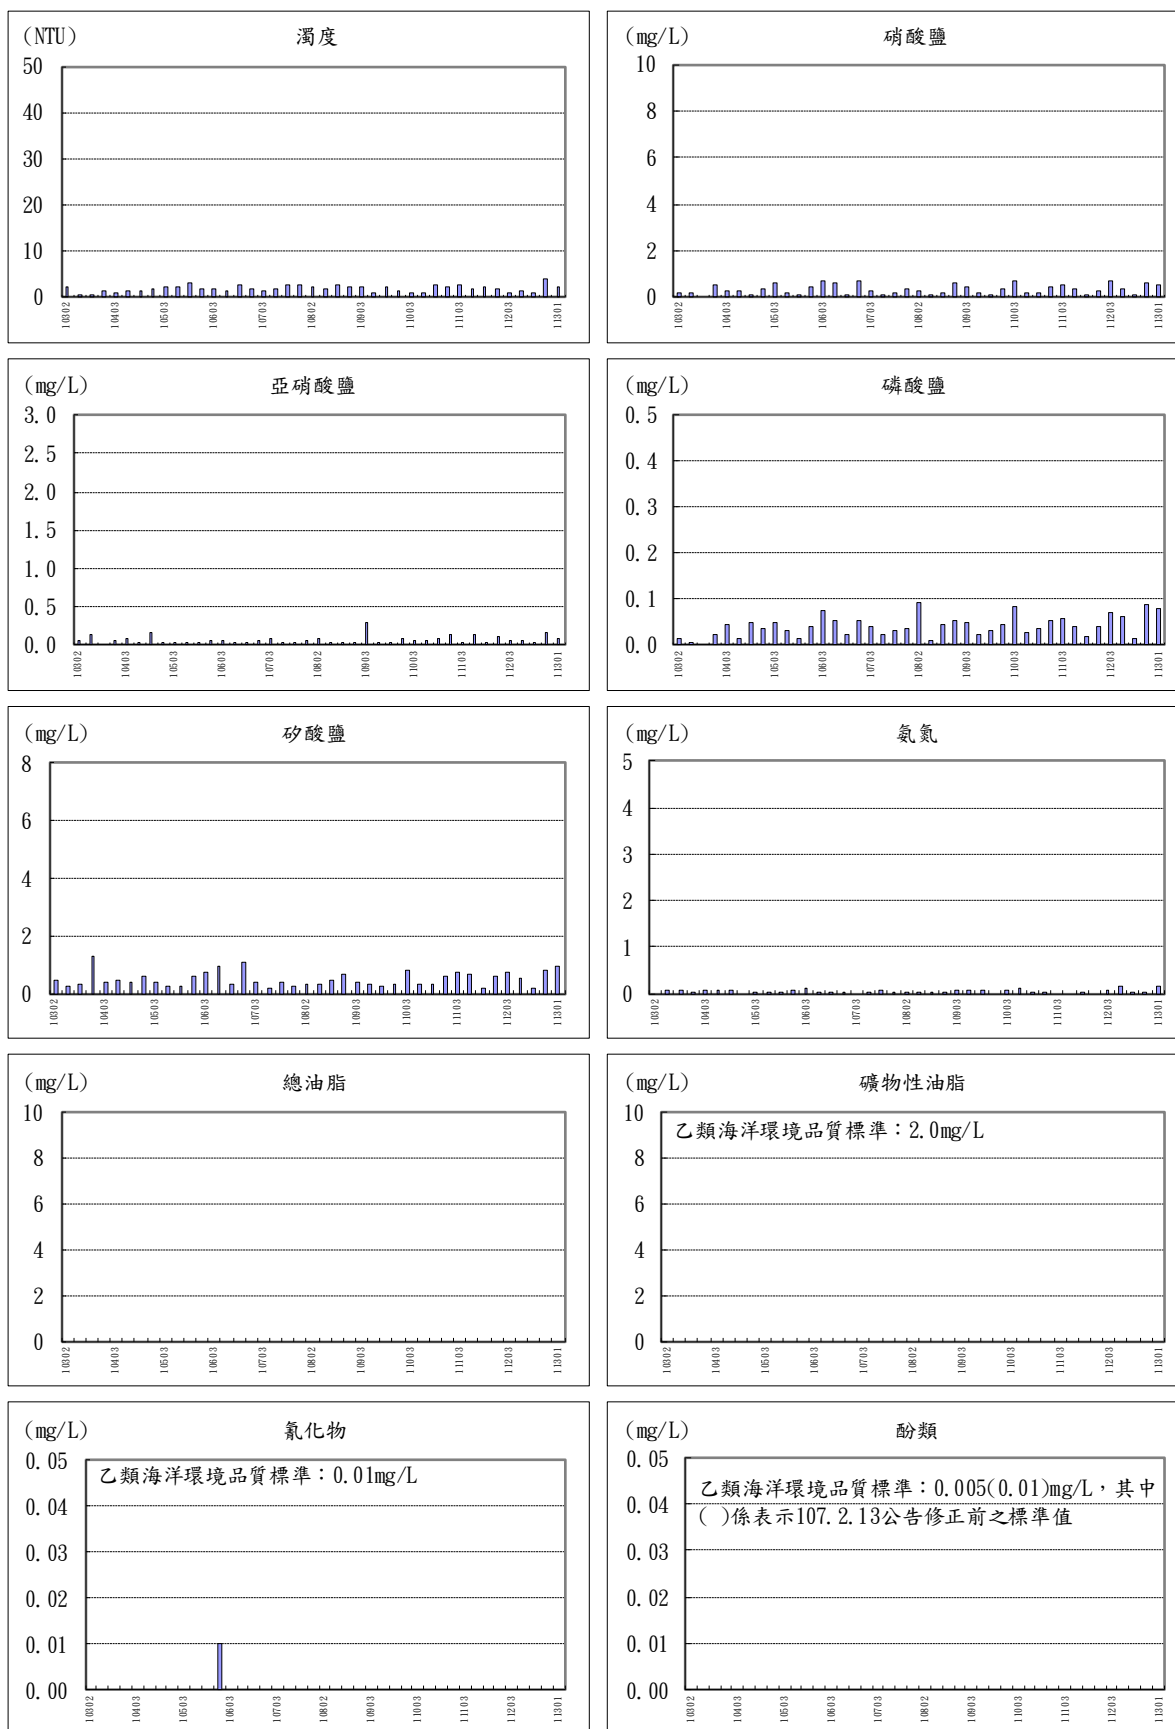 (NTU) 濁度
50
40
30
20
10
0
10302 10403 10503 10603 10703 10802 10903 11003 11103 11203 11301
(mg/L) 硝酸鹽
10
8
6
4
2
0
10302 10403 10503 10603 10703 10802 10903 11003 11103 11203 11301
(mg/L) 亞硝酸鹽
3.0
2.5
2.0
1.5
1.0
0.5
0.0
10302 10403 10503 10603 10703 10802 10903 11003 11103 11203 11301
(mg/L) 磷酸鹽
0.5
0.4
0.3
0.2
0.1
0.0
10302 10403 10503 10603 10703 10802 10903 11003 11103 11203 11301
(mg/L) 矽酸鹽
8
6
4
2
0
10302 10403 10503 10603 10703 10802 10903 11003 11103 11203 11301
(mg/L) 氨氮
5
4
3
2
1
0
10302 10403 10503 10603 10703 10802 10903 11003 11103 11203 11301
(mg/L) 總油脂
10
8
6
4
2
0
10302 10403 10503 10603 10703 10802 10903 11003 11103 11203 11301
(mg/L) 礦物性油脂
10
乙類海洋環境品質標準：2.0mg/L
8
6
4
2
0
10302 10403 10503 10603 10703 10802 10903 11003 11103 11203 11301
(mg/L) 氰化物
0.05
乙類海洋環境品質標準：0.01mg/L
0.04
0.03
0.02
0.01
0.00
10302 10403 10503 10603 10703 10802 10903 11003 11103 11203 11301
(mg/L) 酚類
0.05
乙類海洋環境品質標準：0.005(0.01)mg/L，其中
( )係表示107.2.13公告修正前之標準值
0.04
0.03
0.02
0.01
0.00
10302 10403 10503 10603 10703 10802 10903 11003 11103 11203 11301